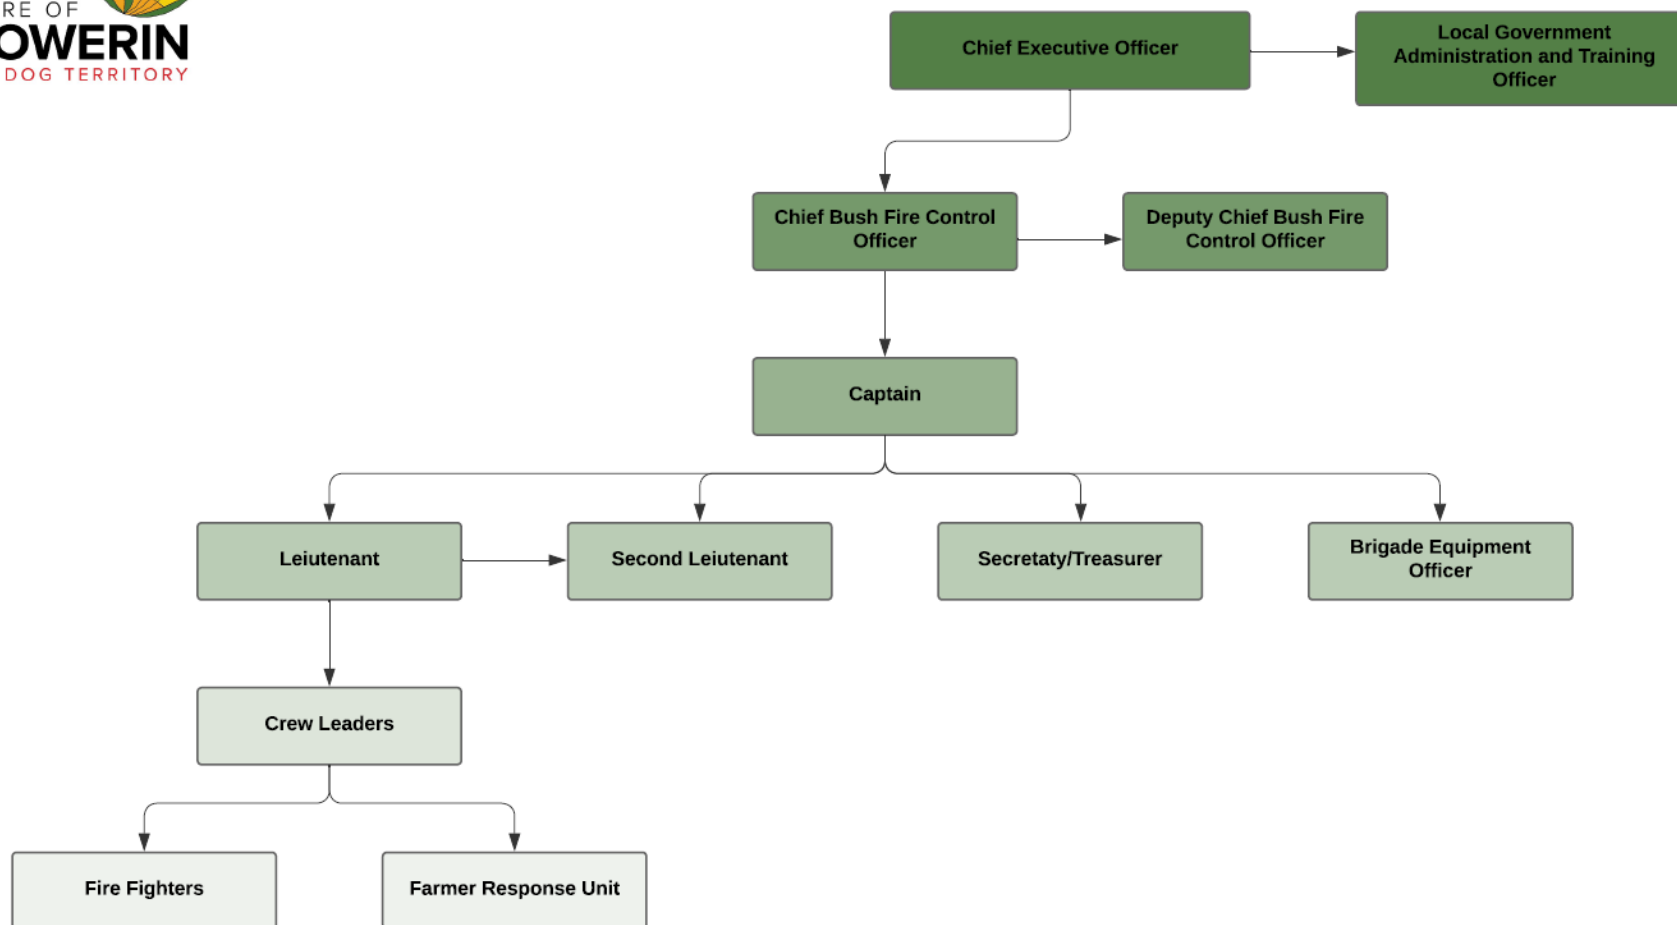 RE OF
OWERIN
DOG TERRITORY
Chief Executive Officer
Local Government
Administration and Training
Officer
Chief Bush Fire Control
Officer
Deputy Chief Bush Fire
Control Officer
Captain
Leiutenant
Second Leiutenant
Secretaty/Treasurer
Brigade Equipment
Officer
Crew Leaders
Fire Fighters
Farmer Response Unit